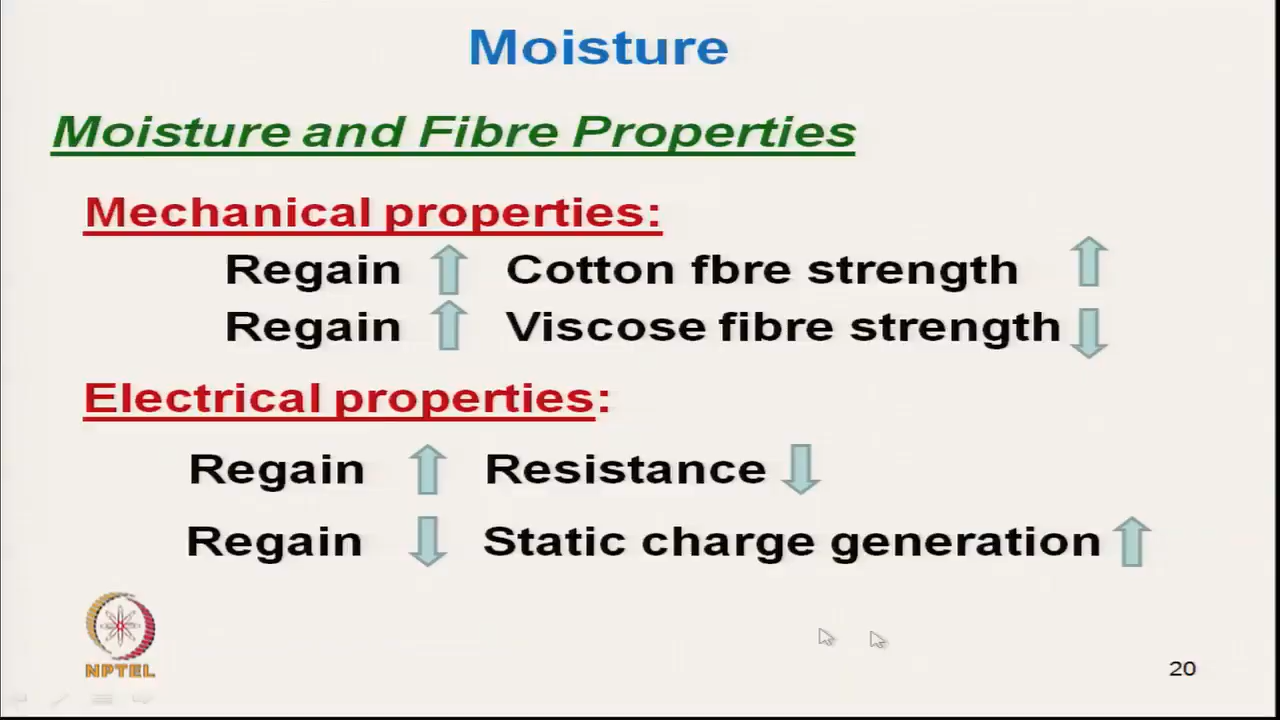 Moisture
Moisture and Fibre Properties
Mechanical properties:
Regain Cotton fbre strength
Regain Viscose fibre strength
Electrical properties:
Regain Resistance
Regain Static charge generation
NPTEL
20